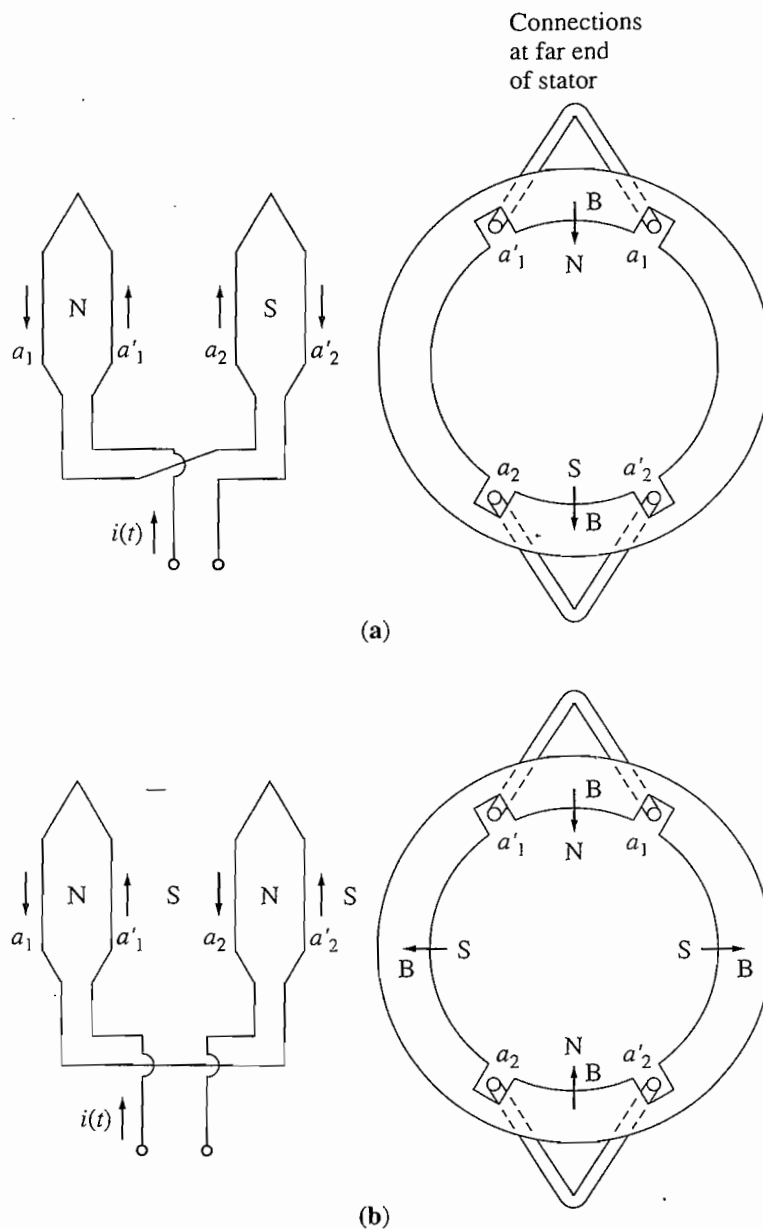 Connections
at far end
of stator
B
a'1 N a1
N S
a1 a'1 a2 a'2
a2 S a'2
B
i(t)
(a)
B
a'1 N a1
N S N S
a1 a'1 a2 a'2
B S S B
a2 N a'2
B
i(t)
(b)